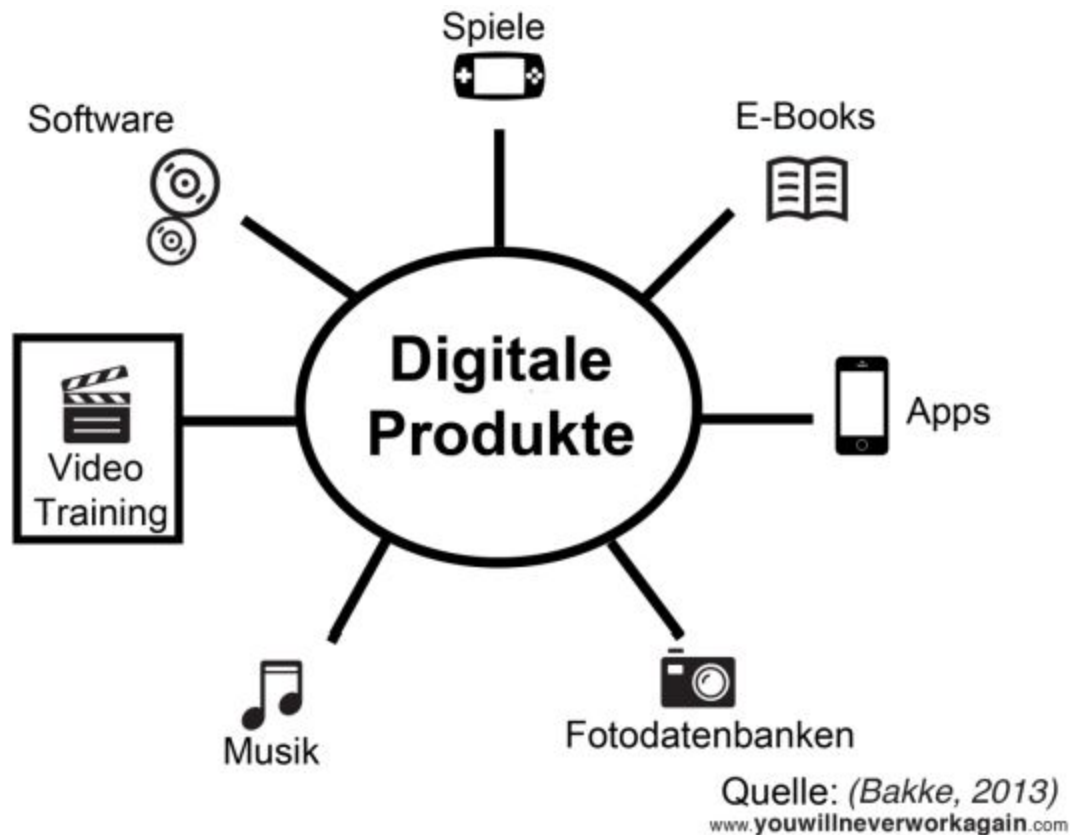 Spiele
Software
E-Books
Digitale
Produkte
Apps
Video
Training
Musik
Fotodatenbanken
Quelle: (Bakke, 2013)
www.youwillneverworkagain.com